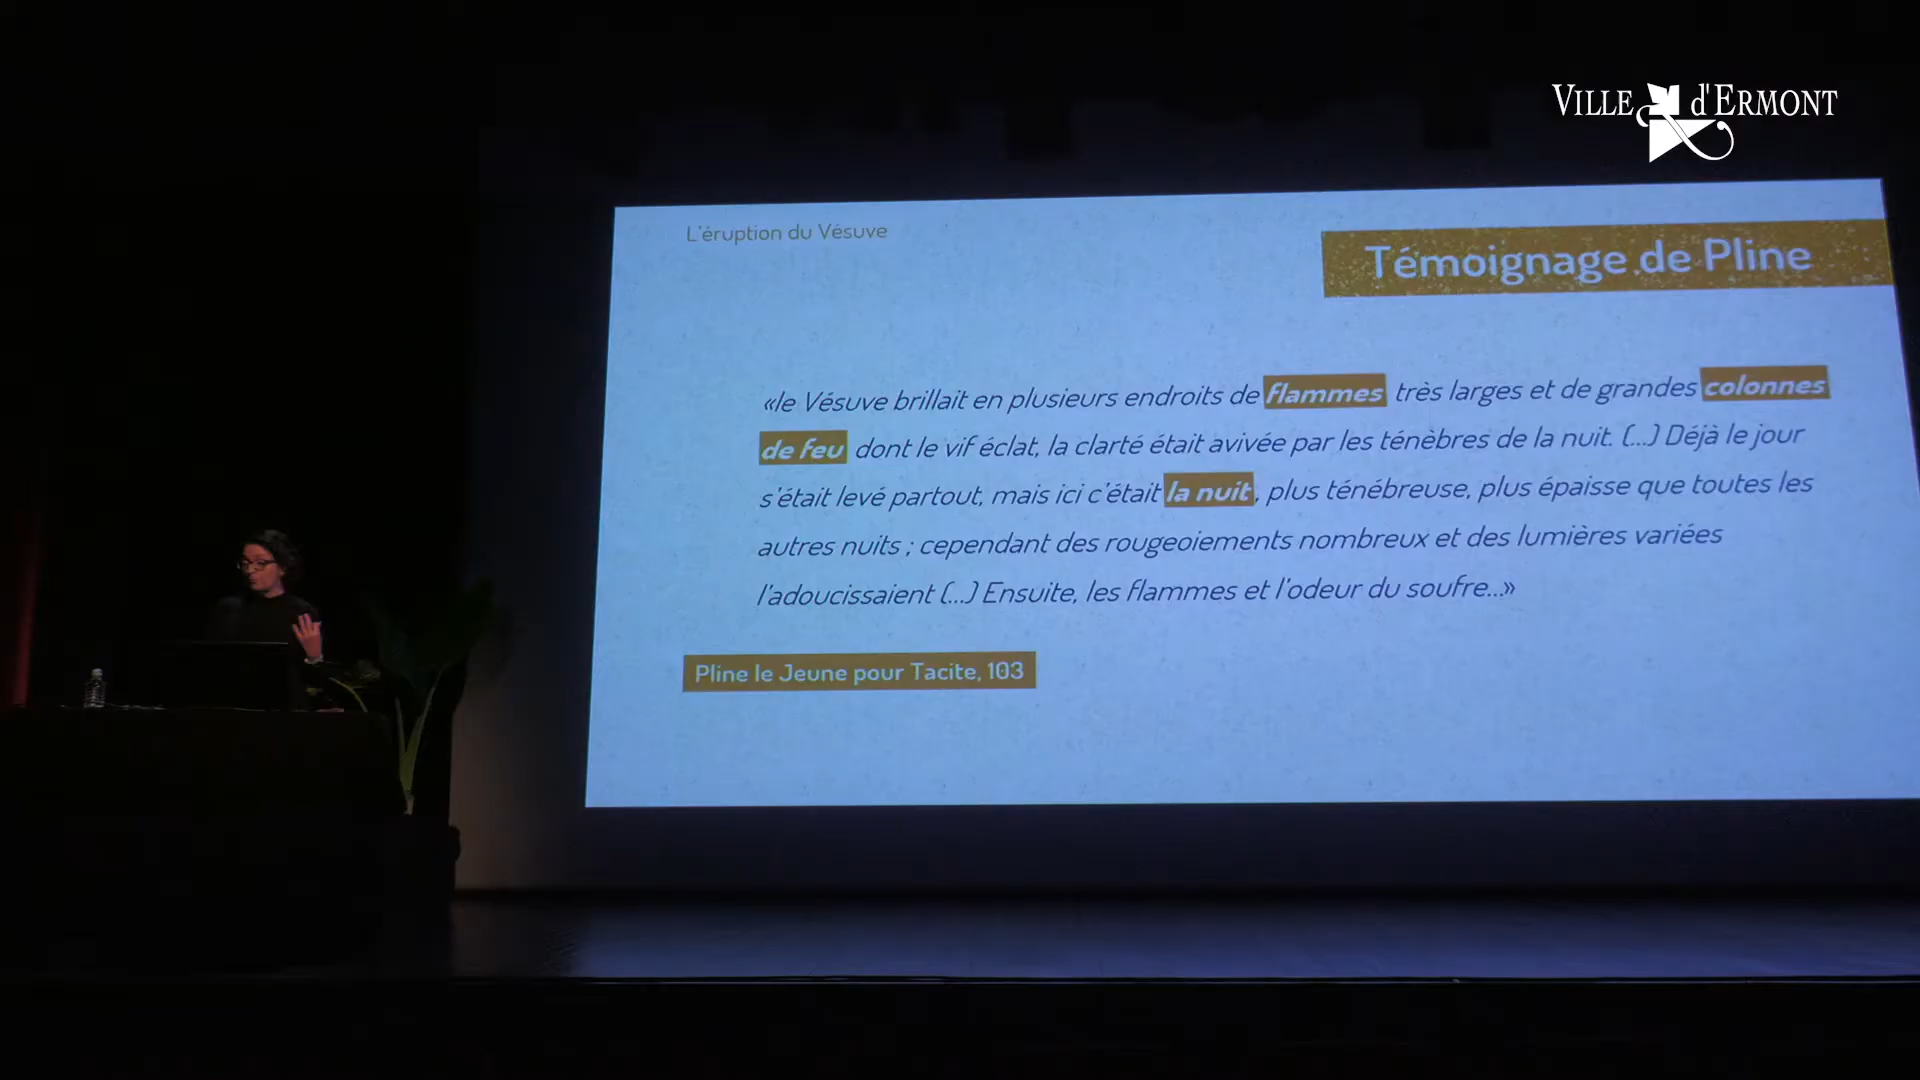 VILLE d'ERMONT
L'éruption du Vésuve
Témoignage de Pline
«le Vésuve brillait en plusieurs endroits de flammes très larges et de grandes colonnes
de feu dont le vif éclat, la clarté était avivée par les ténèbres de la nuit. (...) Déjà le jour
s'était levé partout, mais ici c'était la nuit, plus ténébreuse, plus épaisse que toutes les
autres nuits ; cependant des rougeoiements nombreux et des lumières variées
l'adoucissaient (...) Ensuite, les flammes et l'odeur du soufre...»
Pline le Jeune pour Tacite, 103